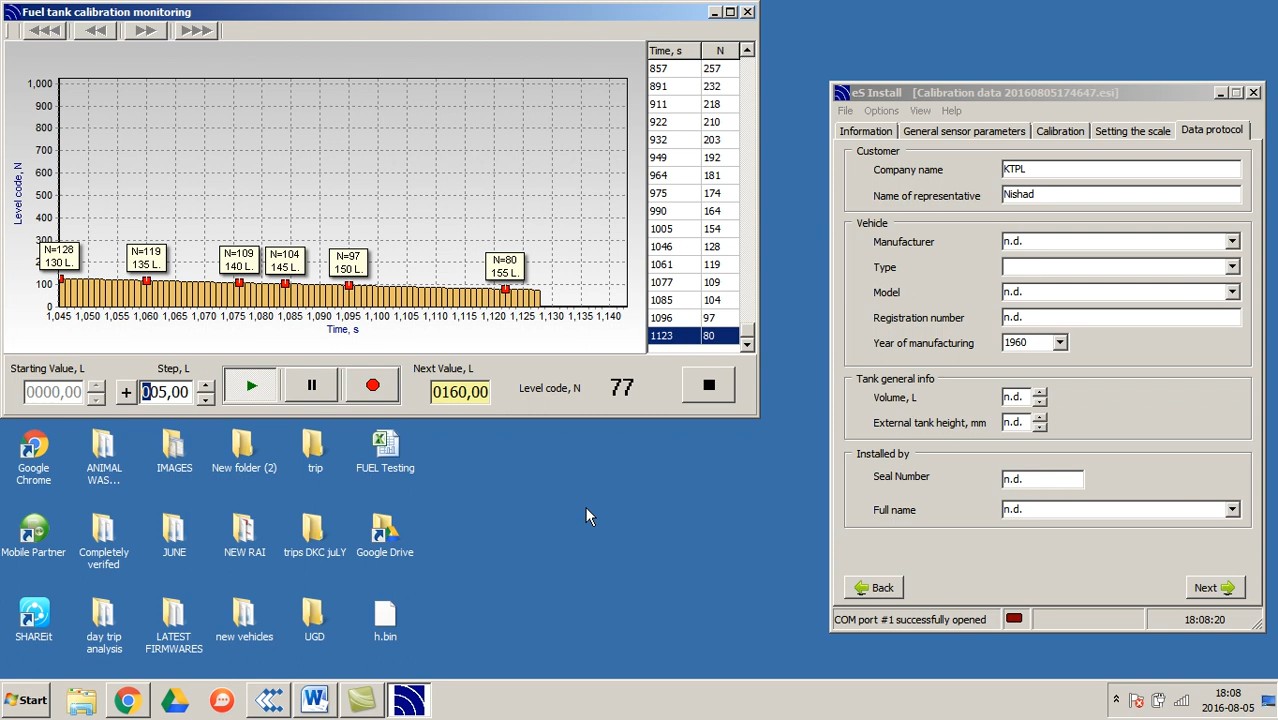 Fuel tank calibration monitoring
1,000
900
800
700
600
500
400
300
200
100
0
Level code, N
N=128
130 L.
N=119
135 L.
N=109
140 L.
N=104
145 L.
N=97
150 L.
N=80
155 L.
1,045 1,055 1,060 1,065 1,070 1,075 1,080 1,085 1,090 1,095 1,100 1,105 1,110 1,115 1,120 1,125 1,130 1,140
Time, s
Time, s N
857 257
891 232
911 218
922 210
932 203
949 192
964 181
975 174
990 164
1005 154
1046 128
1061 119
1077 109
1085 104
1096 97
1123 80
Starting Value, L Step, L Next Value, L
0000,00 + 005,00 0160,00 Level code, N 77
eS Install [Calibration data 20160805174647.esi]
File Options View Help
Information General sensor parameters Calibration Setting the scale Data protocol
Customer
Company name KTPL
Name of representative Nishad
Vehicle
Manufacturer n.d.
Type
Model n.d.
Registration number n.d.
Year of manufacturing 1960
Tank general info
Volume, L n.d.
External tank height, mm n.d.
Installed by
Seal Number n.d.
Full name n.d.
Back Next
COM port #1 successfully opened 18:08:20
Google Chrome
ANIMAL WAS...
IMAGES
New folder (2)
trip
FUEL Testing
Mobile Partner
Completely verifed
JUNE
NEW RAI
trips DKC juLY
Google Drive
SHAREit
day trip analysis
LATEST FIRMWARES
new vehicles
UGD
h.bin
Start
18:08
2016-08-05